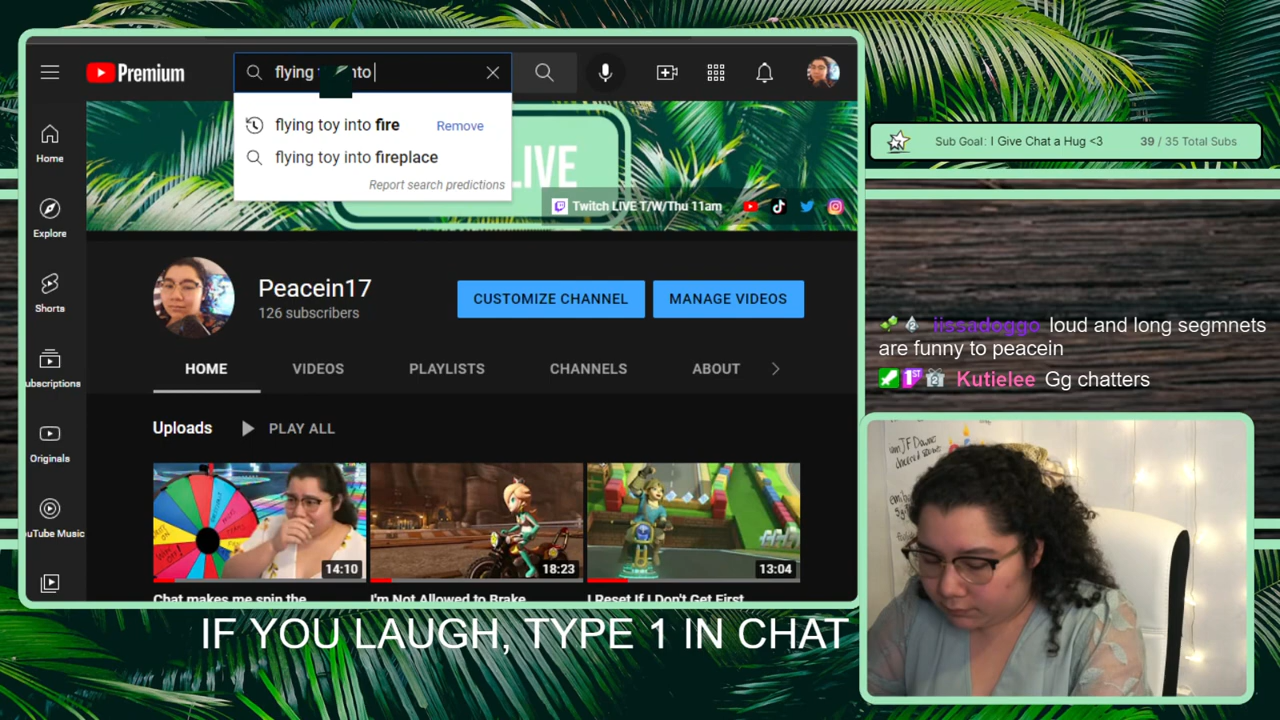 Premium
flying into
flying toy into fire
Remove
flying toy into fireplace
Report search predictions
LIVE
Twitch LIVE T/W/Thu 11am
Home
Explore
Shorts
ubscriptions
Originals
uTube Music
Peacein17
126 subscribers
CUSTOMIZE CHANNEL
MANAGE VIDEOS
HOME
VIDEOS
PLAYLISTS
CHANNELS
ABOUT
Uploads
PLAY ALL
14:10
18:23
13:04
Chat makes me spin the
I'm Not Allowed to Brake
I Reset If I Don't Get First
IF YOU LAUGH, TYPE 1 IN CHAT
Sub Goal: I Give Chat a Hug <3
39 / 35 Total Subs
iissadoggo loud and long segmnets
are funny to peacein
1ST Kutielee Gg chatters